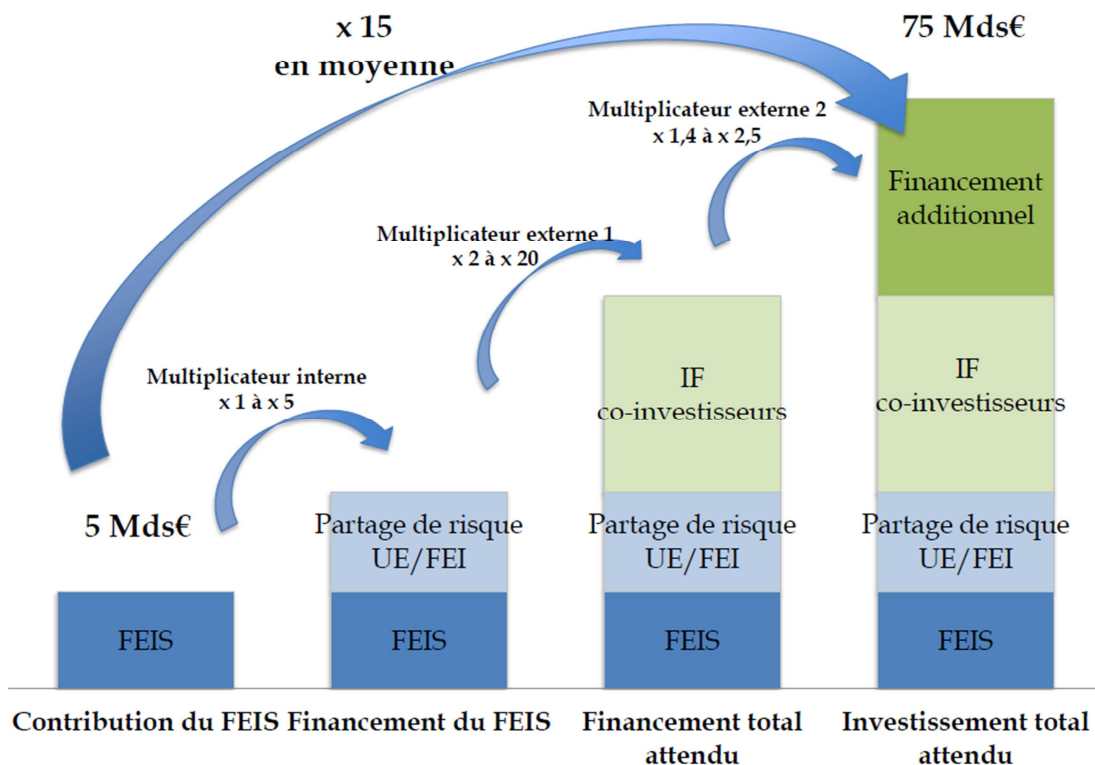 x 15
en moyenne
75 Mds€
Multiplicateur externe 2
x 1,4 à x 2,5
Financement
additionnel
Multiplicateur externe 1
x 2 à x 20
Multiplicateur interne
x 1 à x 5
IF
co-investisseurs
IF
co-investisseurs
5 Mds€
Partage de risque
UE/FEI
Partage de risque
UE/FEI
Partage de risque
UE/FEI
FEIS
FEIS
FEIS
FEIS
Contribution du FEIS
Financement du FEIS
Financement total
attendu
Investissement total
attendu